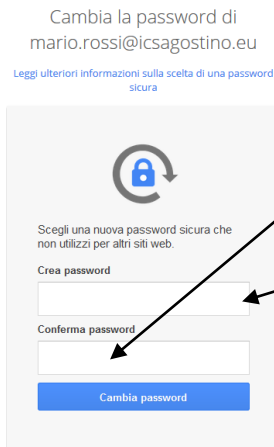 Cambia la password di
mario.rossi@icsagostino.eu
Leggi ulteriori informazioni sulla scelta di una password
sicura
Scegli una nuova password sicura che
non utilizzi per altri siti web.
Crea password
Conferma password
Cambia password